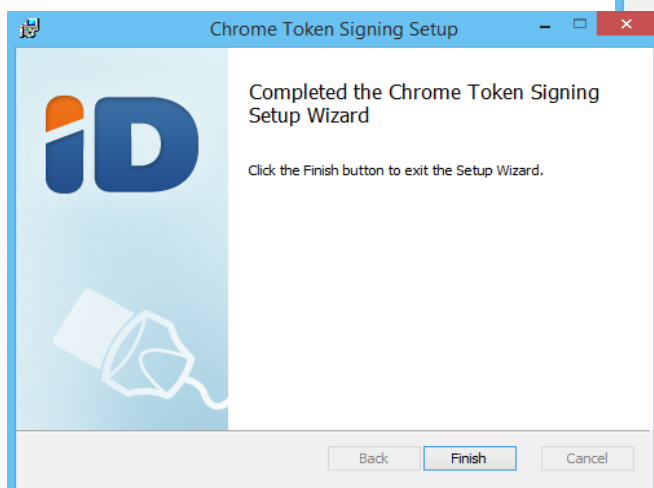 Chrome Token Signing Setup
iD
Completed the Chrome Token Signing
Setup Wizard
Click the Finish button to exit the Setup Wizard.
Back
Finish
Cancel